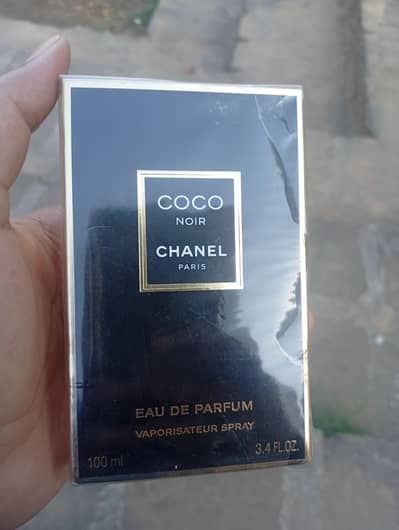 COCO
NOIR
CHANEL
PARIS
EAU DE PARFUM
VAPORISATEUR SPRAY
100 ml
3.4 FL.OZ.